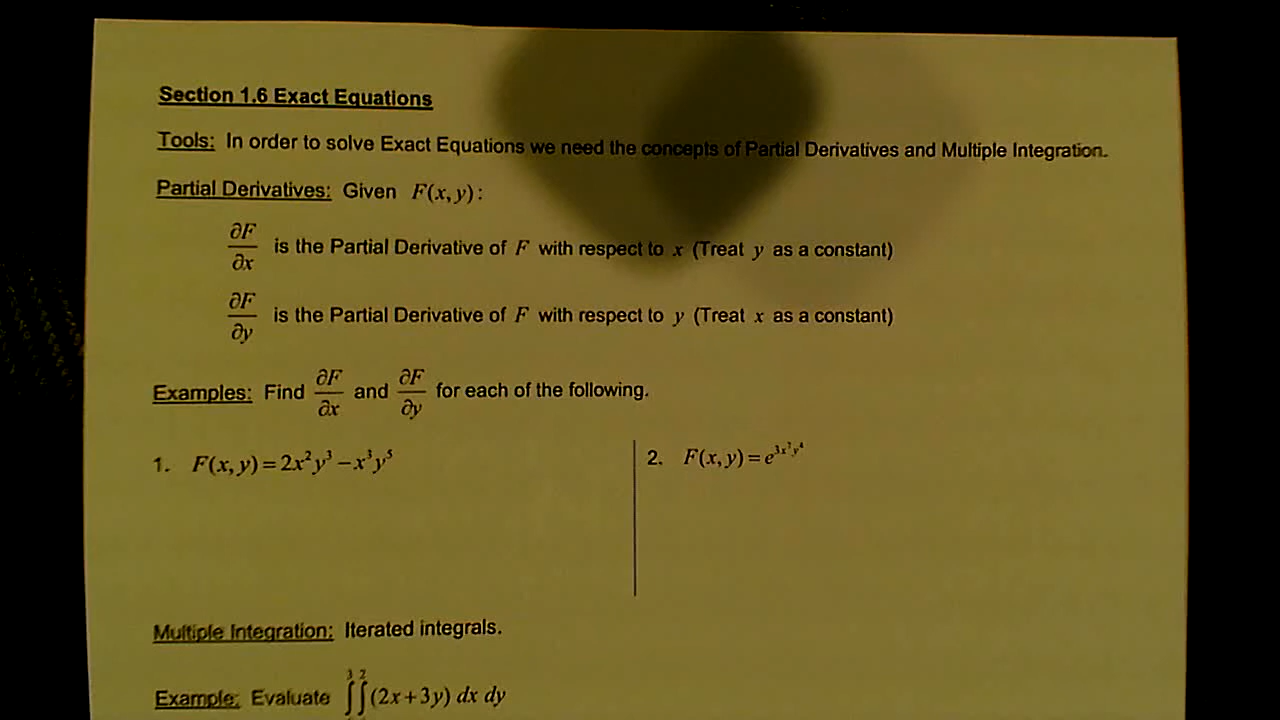 Section 1.6 Exact Equations
Tools: In order to solve Exact Equations we need the concepts of Partial Derivatives and Multiple Integration.
Partial Derivatives: Given F(x, y):
∂F/∂x is the Partial Derivative of F with respect to x (Treat y as a constant)
∂F/∂y is the Partial Derivative of F with respect to y (Treat x as a constant)
Examples: Find ∂F/∂x and ∂F/∂y for each of the following.
1. F(x, y) = 2x²y³ − x³y⁵
2. F(x, y) = e
Multiple Integration: Iterated integrals.
Example: Evaluate ³∫ ²∫ (2x + 3y) dx dy